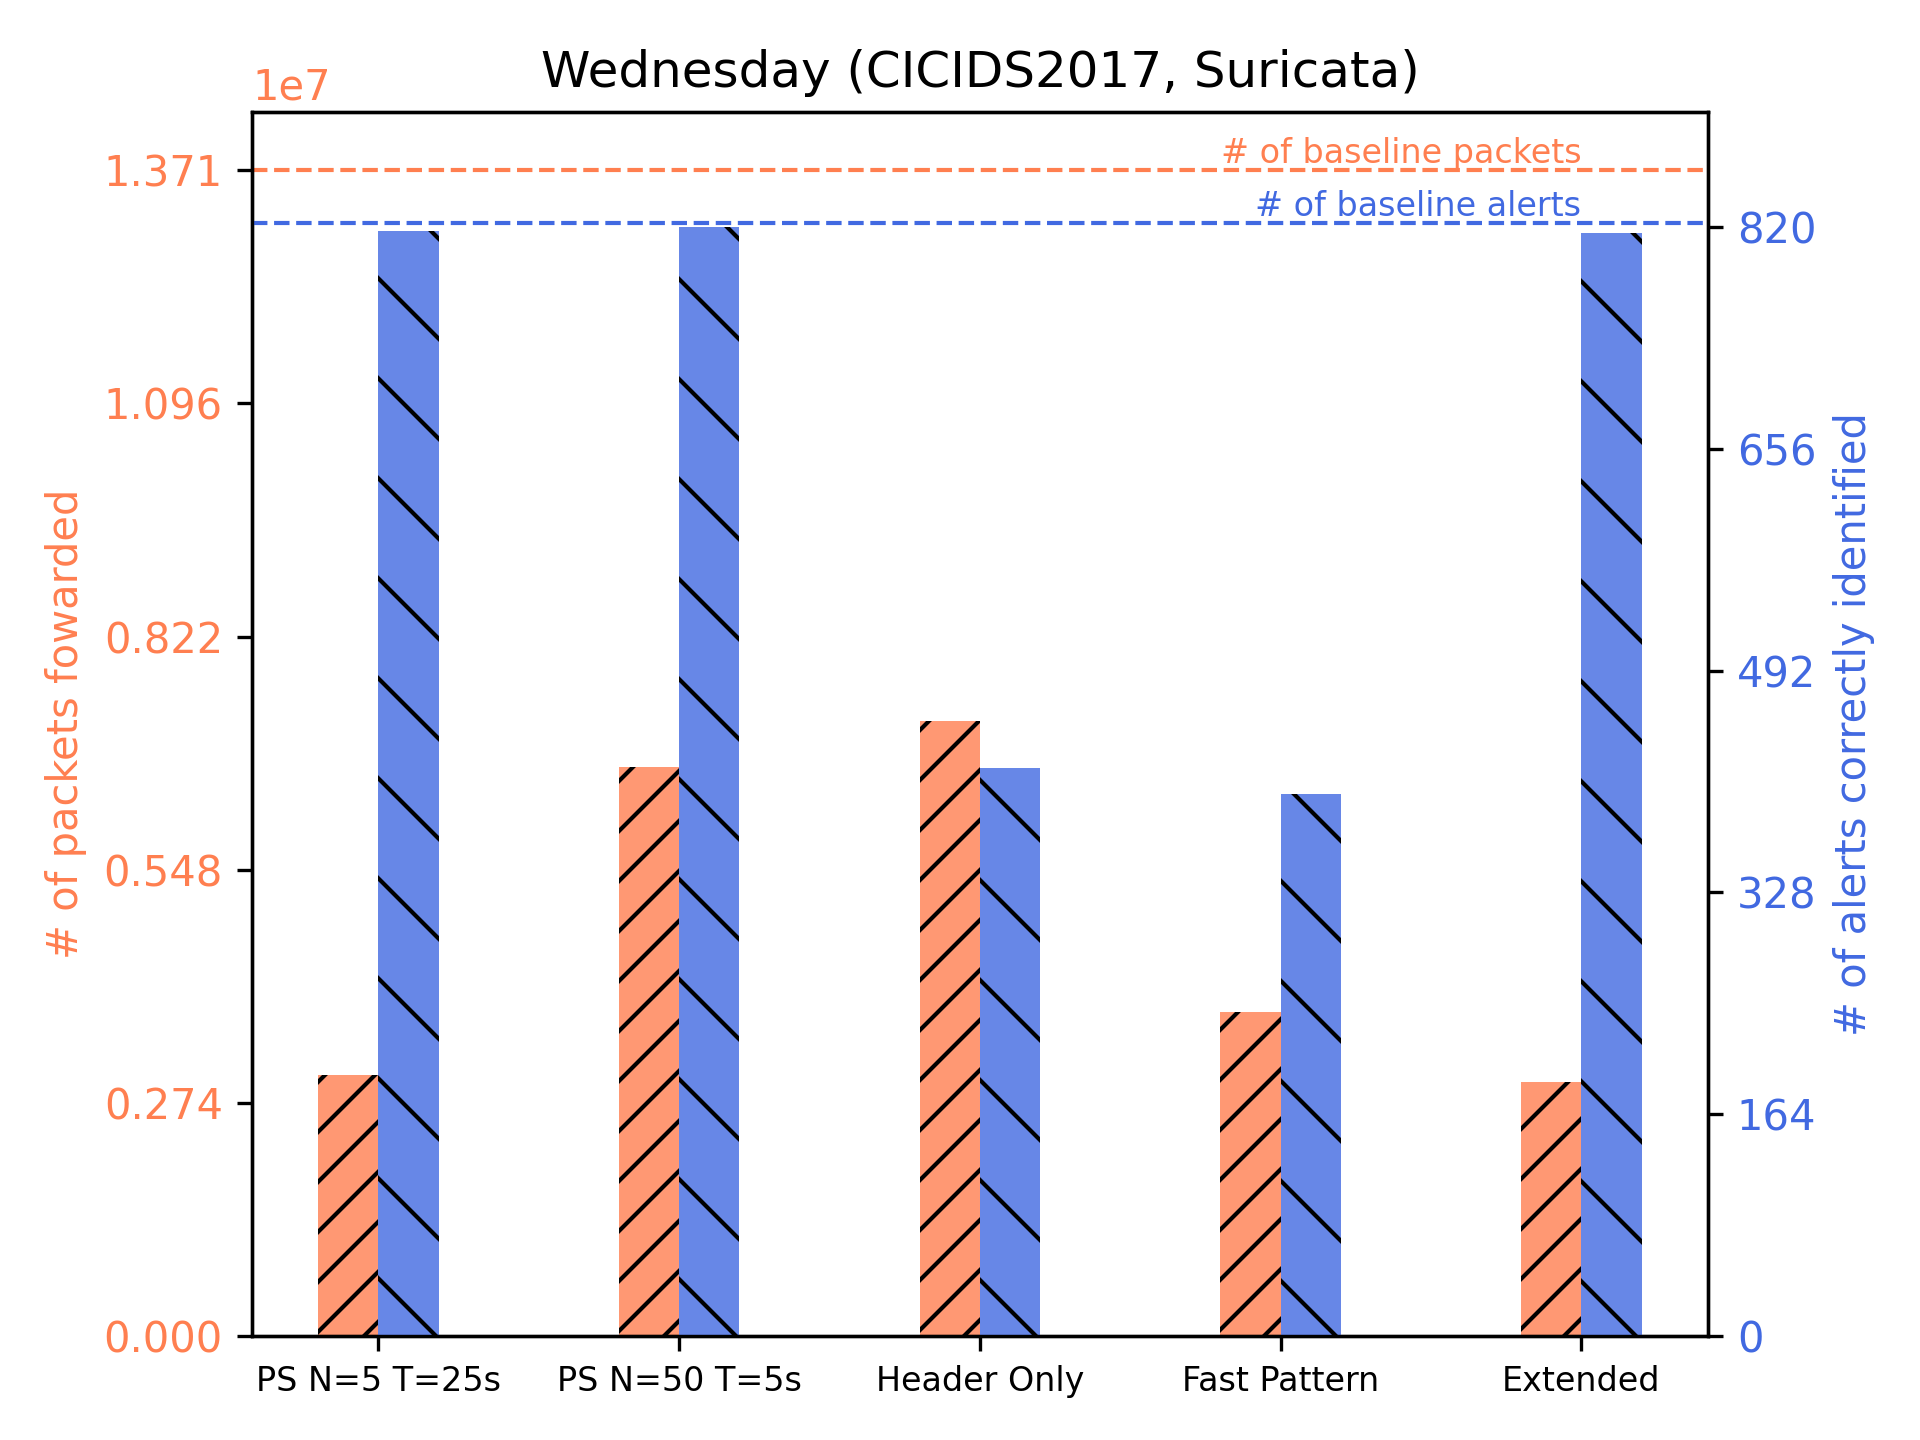 Wednesday (CICIDS2017, Suricata)
1e7
# of baseline packets
# of baseline alerts
1.371
1.096
0.822
0.548
0.274
0.000
# of packets fowarded
820
656
492
328
164
0
# of alerts correctly identified
PS N=5 T=25s
PS N=50 T=5s
Header Only
Fast Pattern
Extended